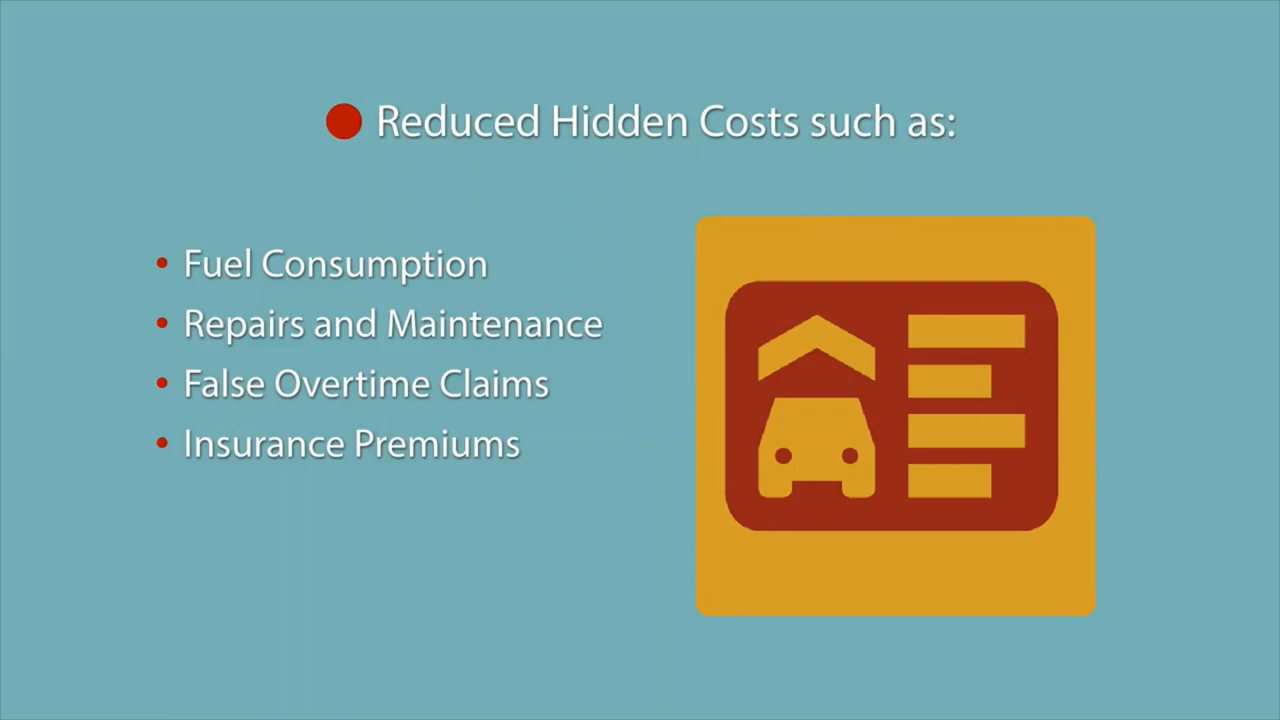 Reduced Hidden Costs such as:
Fuel Consumption
Repairs and Maintenance
False Overtime Claims
Insurance Premiums